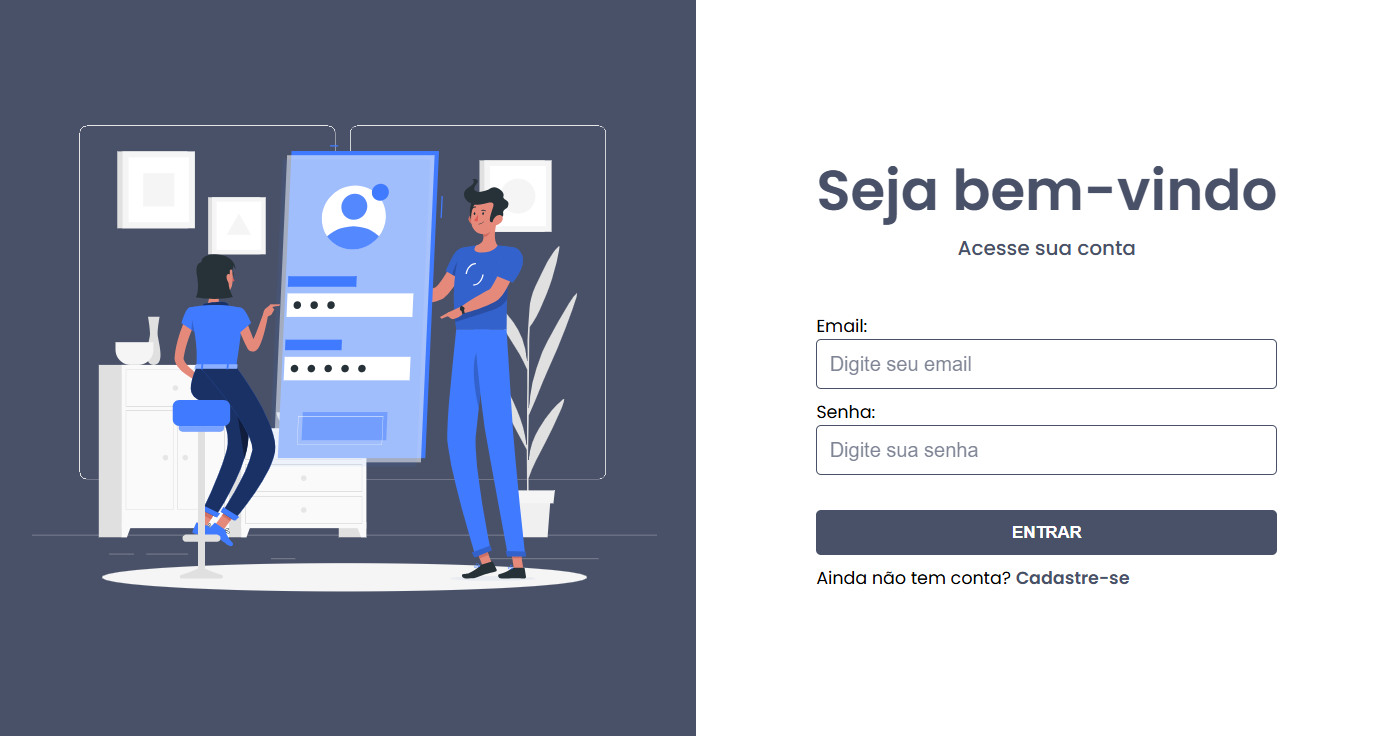 Seja bem-vindo
Acesse sua conta
Email:
Digite seu email
Senha:
Digite sua senha
ENTRAR
Ainda não tem conta? Cadastre-se